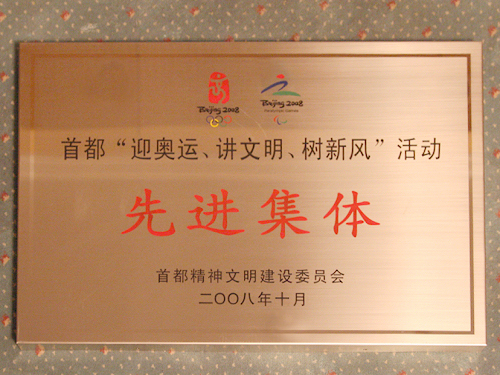 Beijing 2008 Beijing 2008
首都“迎奥运、讲文明、树新风”活动
先进集体
首都精神文明建设委员会
二〇〇八年十月